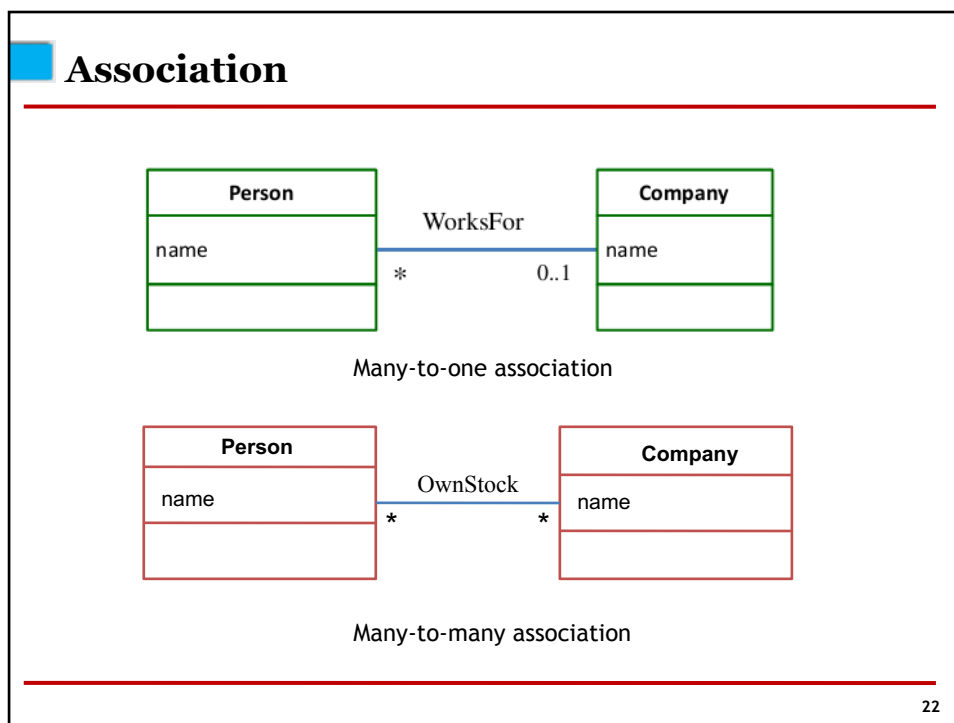 Association
Person
Company
WorksFor
name
name
*
0..1
Many-to-one association
Person
Company
OwnStock
name
name
*
*
Many-to-many association
22